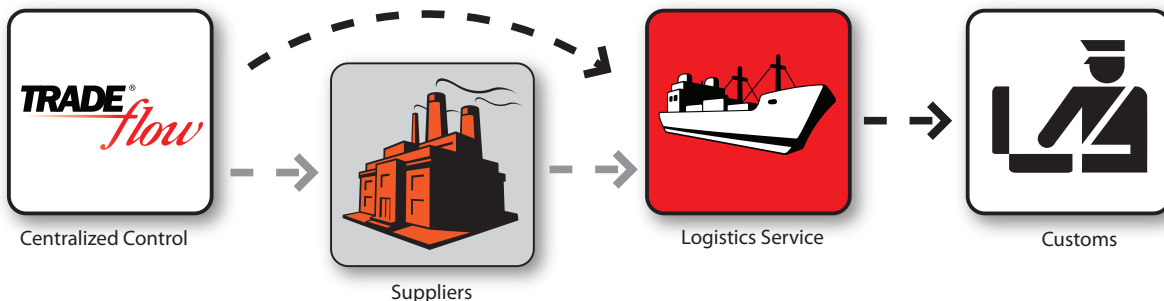 TRADE®
flow
Centralized Control
Suppliers
Logistics Service
Customs